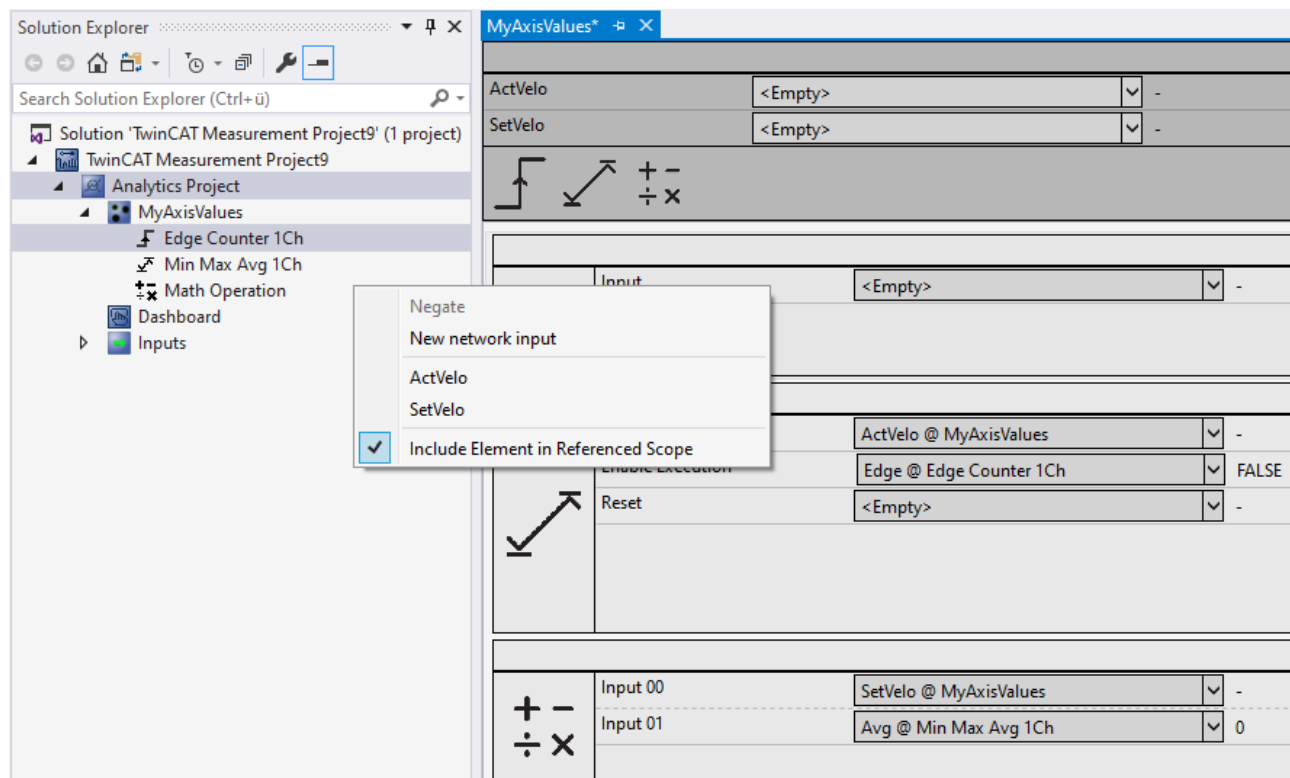 Solution Explorer
Search Solution Explorer (Ctrl+ü)
Solution 'TwinCAT Measurement Project9' (1 project)
TwinCAT Measurement Project9
Analytics Project
MyAxisValues
Edge Counter 1Ch
Min Max Avg 1Ch
Math Operation
Dashboard
Inputs
Negate
New network input
ActVelo
SetVelo
Include Element in Referenced Scope
MyAxisValues*
ActVelo <Empty> -
SetVelo <Empty> -
Input <Empty> -
ActVelo @ MyAxisValues -
Enable Execution Edge @ Edge Counter 1Ch FALSE
Reset <Empty> -
Input 00 SetVelo @ MyAxisValues -
Input 01 Avg @ Min Max Avg 1Ch 0